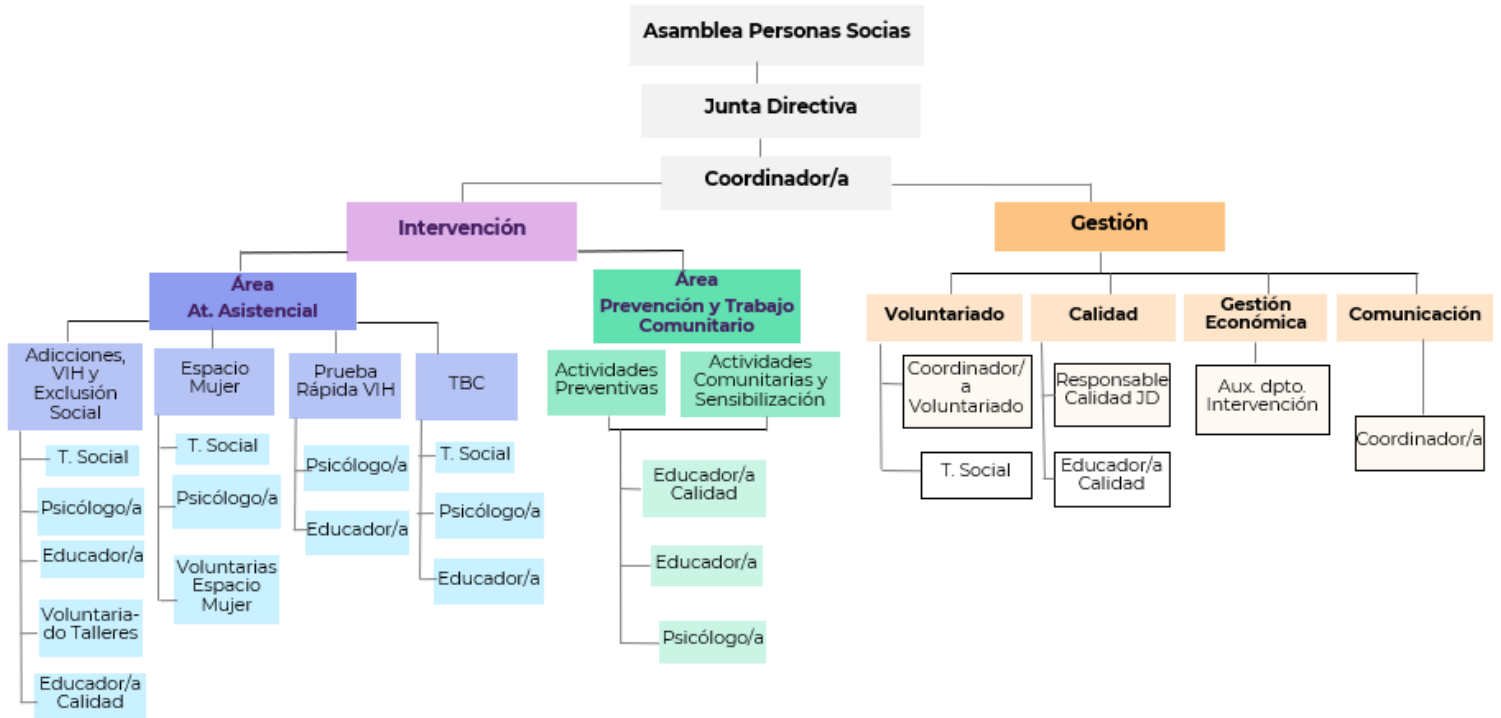 Asamblea Personas Socias
Junta Directiva
Coordinador/a
Intervención
Gestión
Área
At. Asistencial
Área
Prevención y Trabajo
Comunitario
Voluntariado
Calidad
Gestión
Económica
Comunicación
Adicciones,
VIH y
Exclusión
Social
Espacio
Mujer
Prueba
Rápida VIH
TBC
Actividades
Preventivas
Actividades
Comunitarias y
Sensibilización
Coordinador/
a
Voluntariado
Responsable
Calidad JD
Aux. dpto.
Intervención
Coordinador/a
T. Social
Educador/a
Calidad
T. Social
Psicólogo/a
Educador/a
Voluntaria-
do Talleres
Educador/a
Calidad
T. Social
Psicólogo/a
Voluntarias
Espacio
Mujer
Psicólogo/a
Educador/a
T. Social
Psicólogo/a
Educador/a
Educador/a
Calidad
Educador/a
Psicólogo/a